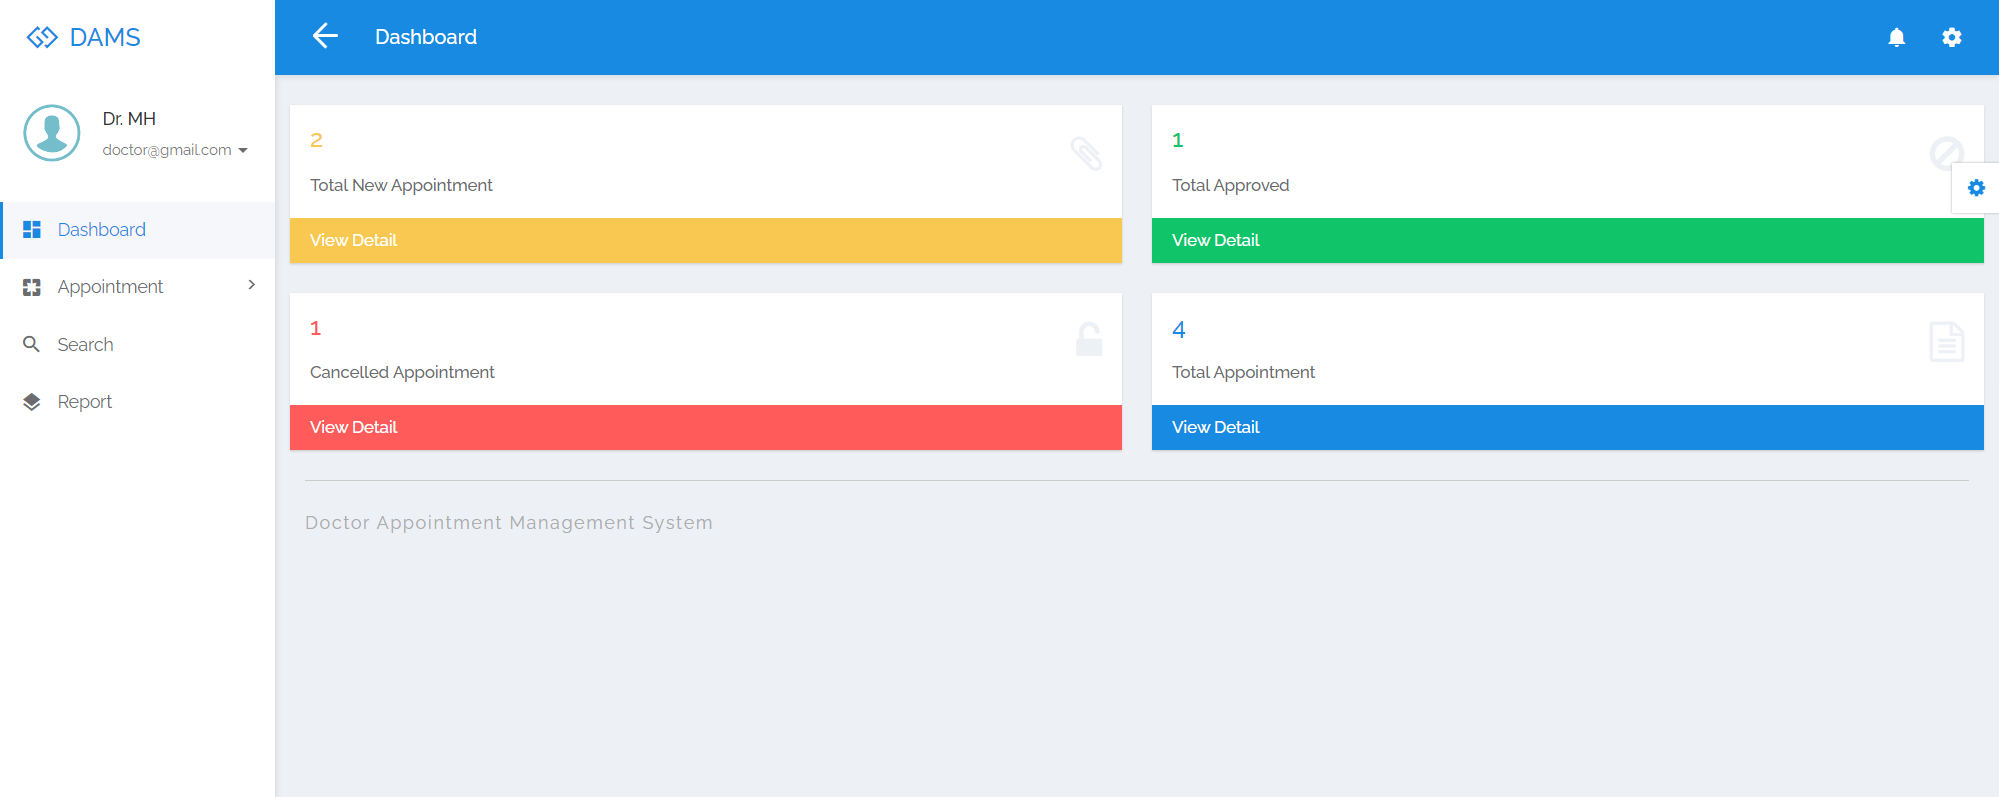 DAMS
Dashboard
Dr. MH
doctor@gmail.com
Dashboard
Appointment
Search
Report
2
Total New Appointment
View Detail
1
Total Approved
View Detail
1
Cancelled Appointment
View Detail
4
Total Appointment
View Detail
Doctor Appointment Management System